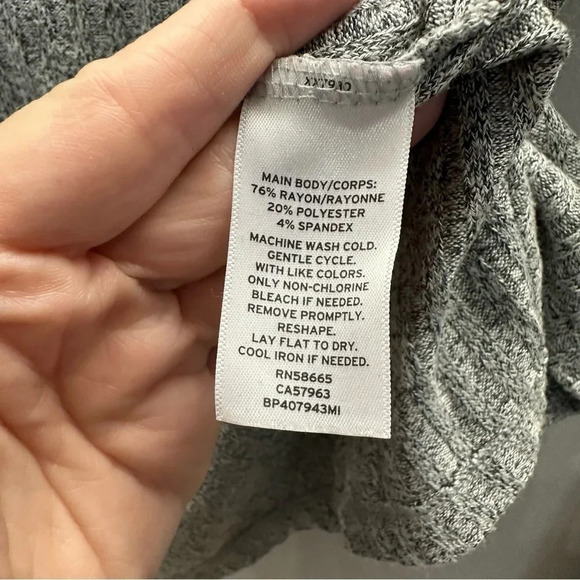 MAIN BODY/CORPS:
76% RAYON/RAYONNE
20% POLYESTER
4% SPANDEX
MACHINE WASH COLD.
GENTLE CYCLE.
WITH LIKE COLORS.
ONLY NON-CHLORINE
BLEACH IF NEEDED.
REMOVE PROMPTLY.
RESHAPE.
LAY FLAT TO DRY.
COOL IRON IF NEEDED.
RN58665
CA57963
BP407943MI